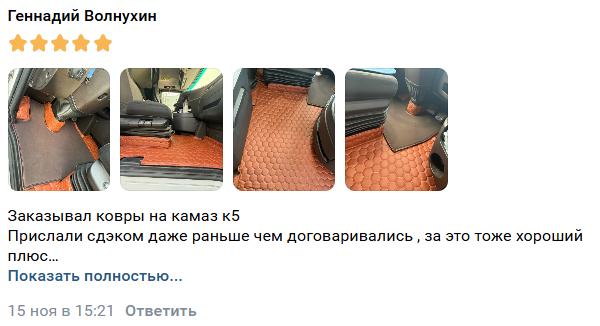 Геннадий Волнухин
Заказывал ковры на камаз к5
Прислали сдэком даже раньше чем договаривались , за это тоже хороший
плюс…
Показать полностью...
15 ноя в 15:21 Ответить